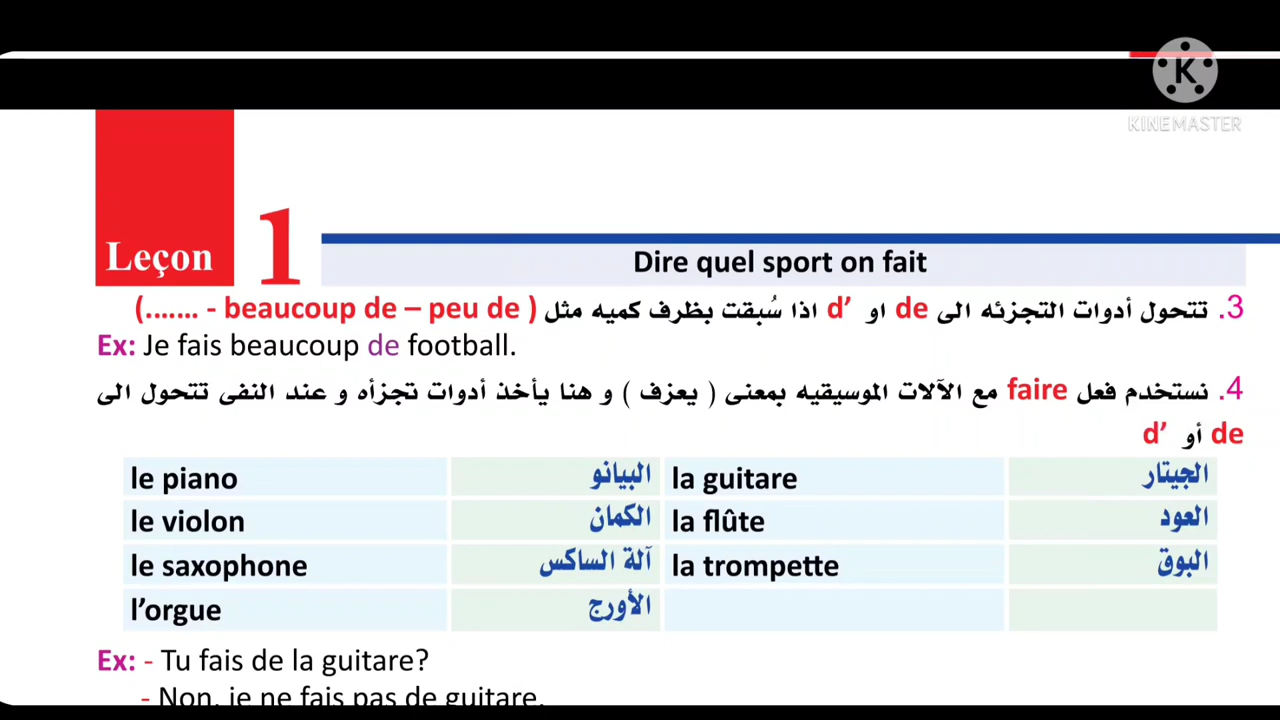 K
KINEMASTER
Leçon 1
Dire quel sport on fait
3. تتحول أدوات التجزئه الى de او d’ اذا سُبقت بظرف كميه مثل ( beaucoup de – peu de - .......)
Ex: Je fais beaucoup de football.
4. نستخدم فعل faire مع الآلات الموسيقيه بمعنى ( يعزف ) و هنا يأخذ أدوات تجزأه و عند النفى تتحول الى
de أو d’
le piano البيانو la guitare الجيتار
le violon الكمان la flûte العود
le saxophone آلة الساكس la trompette البوق
l’orgue الأورج
Ex: - Tu fais de la guitare?
- Non, je ne fais pas de guitare.